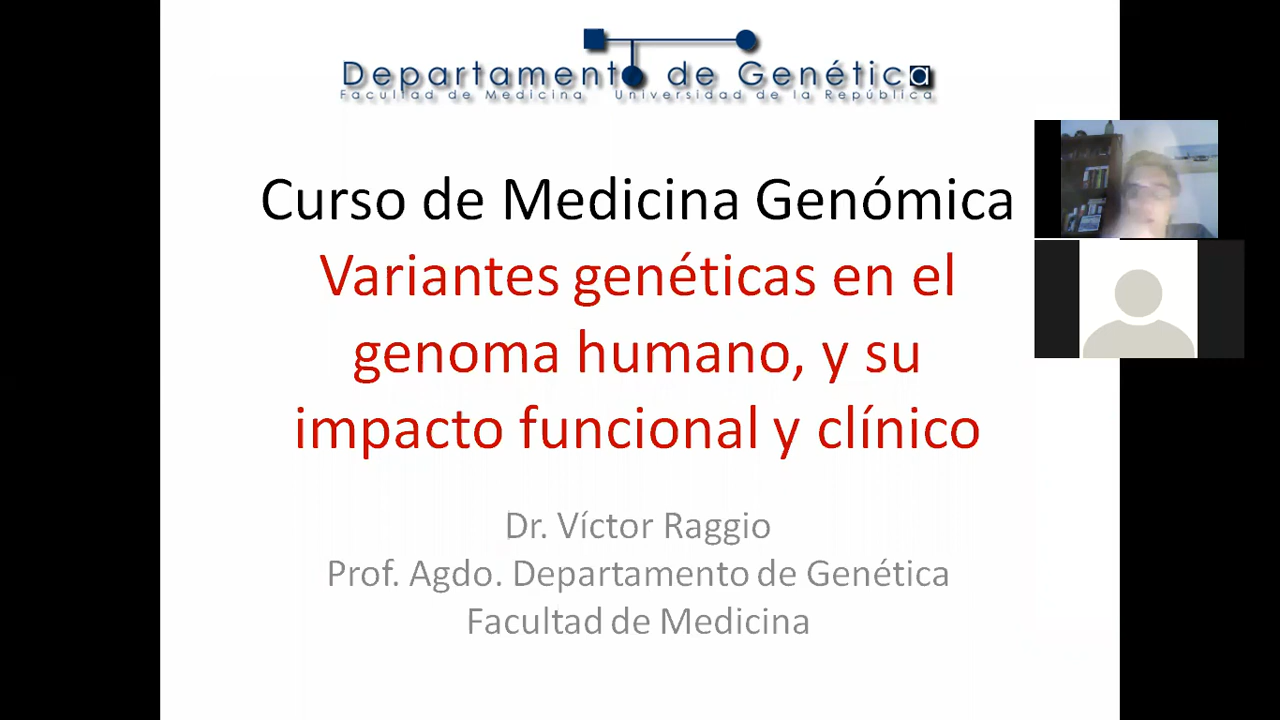 Departamento de Genética
Facultad de Medicina Universidad de la República
Curso de Medicina Genómica
Variantes genéticas en el
genoma humano, y su
impacto funcional y clínico
Dr. Víctor Raggio
Prof. Agdo. Departamento de Genética
Facultad de Medicina